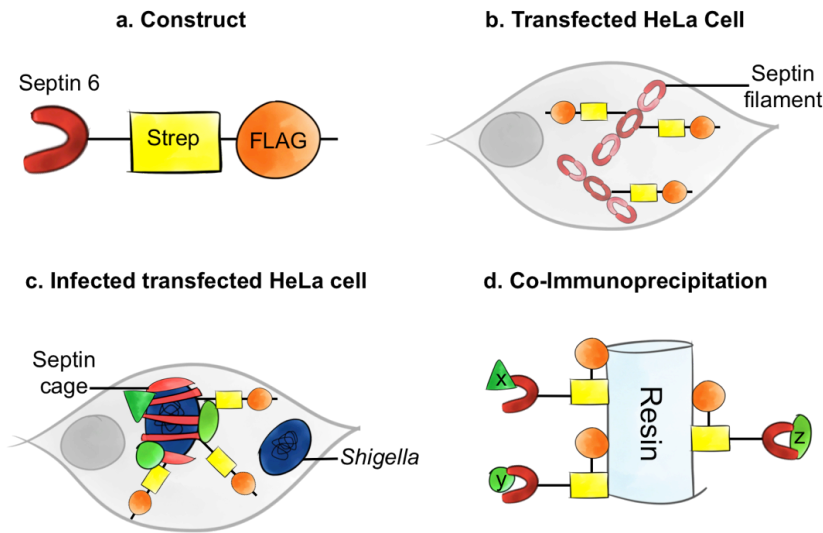 a. Construct
Septin 6
Strep
FLAG
b. Transfected HeLa Cell
Septin
filament
c. Infected transfected HeLa cell
Septin
cage
Shigella
d. Co-Immunoprecipitation
x
y
Resin
z